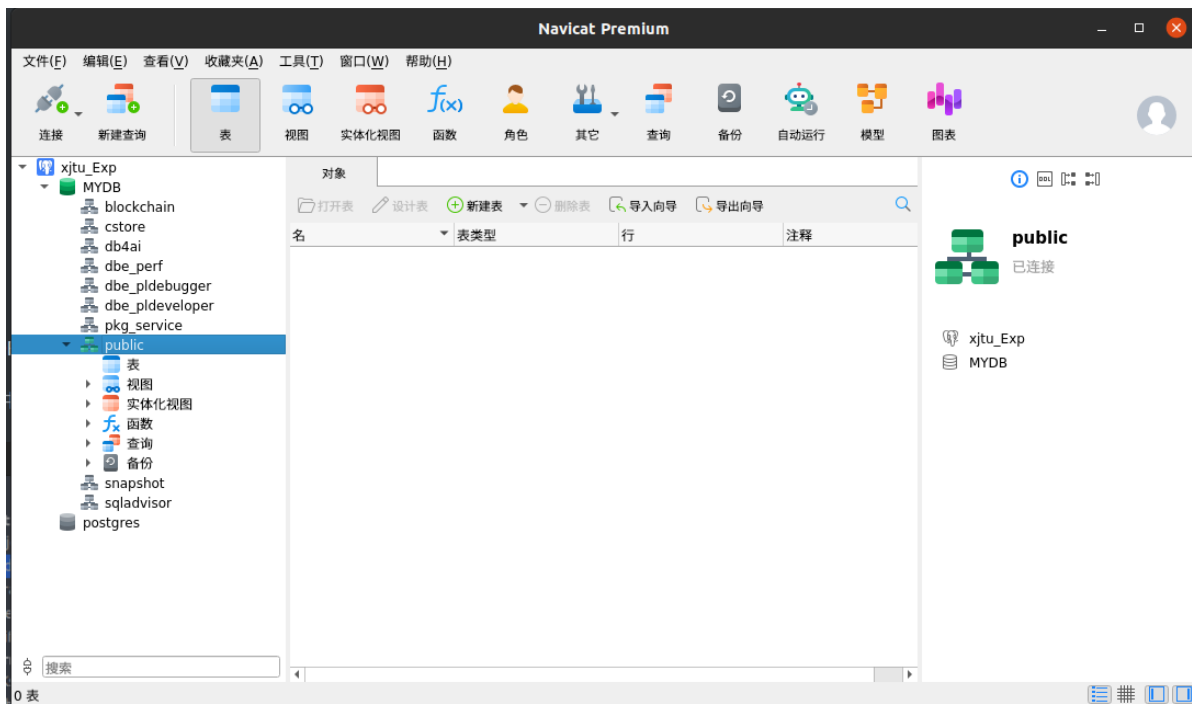 Navicat Premium
文件(F) 编辑(E) 查看(V) 收藏夹(A) 工具(T) 窗口(W) 帮助(H)
连接 新建查询 表 视图 实体化视图 函数 角色 其它 查询 备份 自动运行 模型 图表
xjtu_Exp
MYDB
blockchain
cstore
db4ai
dbe_perf
dbe_pldebugger
dbe_pldeveloper
pkg_service
public
表
视图
实体化视图
函数
查询
备份
snapshot
sqladvisor
postgres
搜索
0 表
对象
打开表 设计表 新建表 删除表 导入向导 导出向导
名 表类型 行 注释
DDL
public
已连接
xjtu_Exp
MYDB